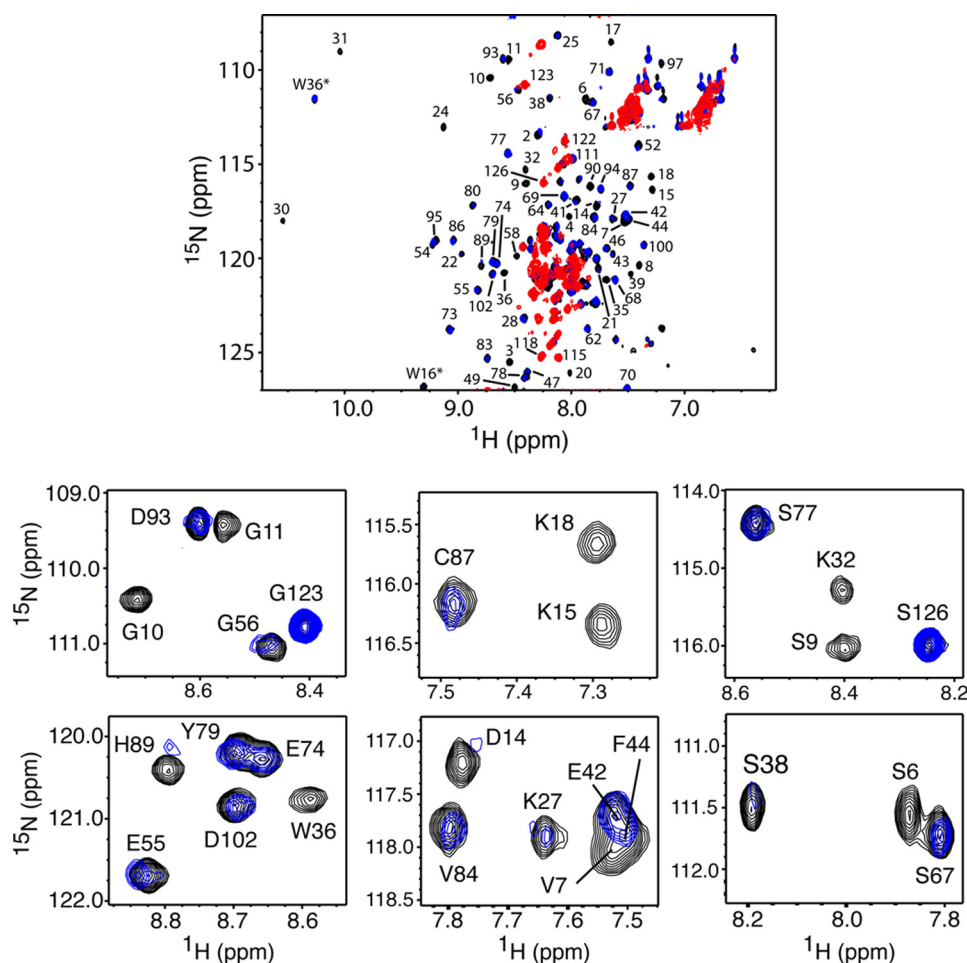 31
W36*
24
30
93
11
25
17
10
123
71
97
56
38
6
67
2
122
52
77
32
111
126
9
90
94
87
18
15
80
69
27
74
64
41
14
42
95
86
79
58
4
84
7
44
46
100
54
22
89
43
8
55
102
36
39
68
35
21
73
28
62
83
118
3
115
W16*
49
78
47
20
70
110
115
120
125
15N (ppm)
10.0 9.0 8.0 7.0
1H (ppm)
109.0
110.0
111.0
15N (ppm)
D93
G11
G10
G123
G56
8.6 8.4
115.5
116.0
116.5
C87
K18
K15
7.5 7.4 7.3
114.0
115.0
116.0
S77
K32
S9
S126
8.6 8.4 8.2
120.0
121.0
122.0
15N (ppm)
H89
Y79
E74
D102
W36
E55
8.8 8.7 8.6
1H (ppm)
117.0
117.5
118.0
118.5
D14
E42
F44
K27
V84
V7
7.8 7.7 7.6 7.5
1H (ppm)
111.0
111.5
112.0
S38
S6
S67
8.2 8.0 7.8
1H (ppm)